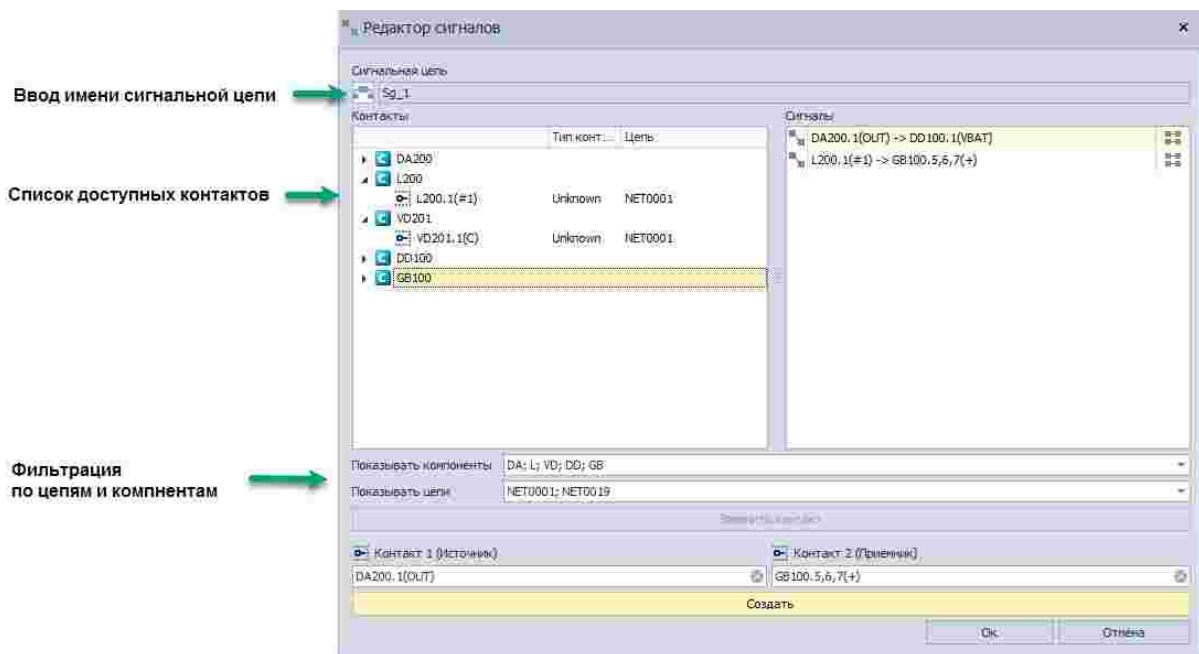 Редактор сигналов
Сигнальная цепь
Ввод имени сигнальной цепи
Sg_1
Контакты
Сигналы
Тип конт... Цепь
DA200.1(OUT) -> DD100.1(VBAT)
DA200
L200.1(#1) -> GB100.5,6,7(+)
L200
Список доступных контактов
L200.1(#1) Unknown NET0001
VD201
VD201.1(C) Unknown NET0001
DD100
GB100
Фильтрация
по цепям и компнентам
Показывать компоненты DA; L; VD; DD; GB
Показывать цепи NET0001; NET0019
Контакт 1 (Источник) Контакт 2 (Приемник)
DA200.1(OUT) GB100.5,6,7(+)
Создать
Ок Отмена